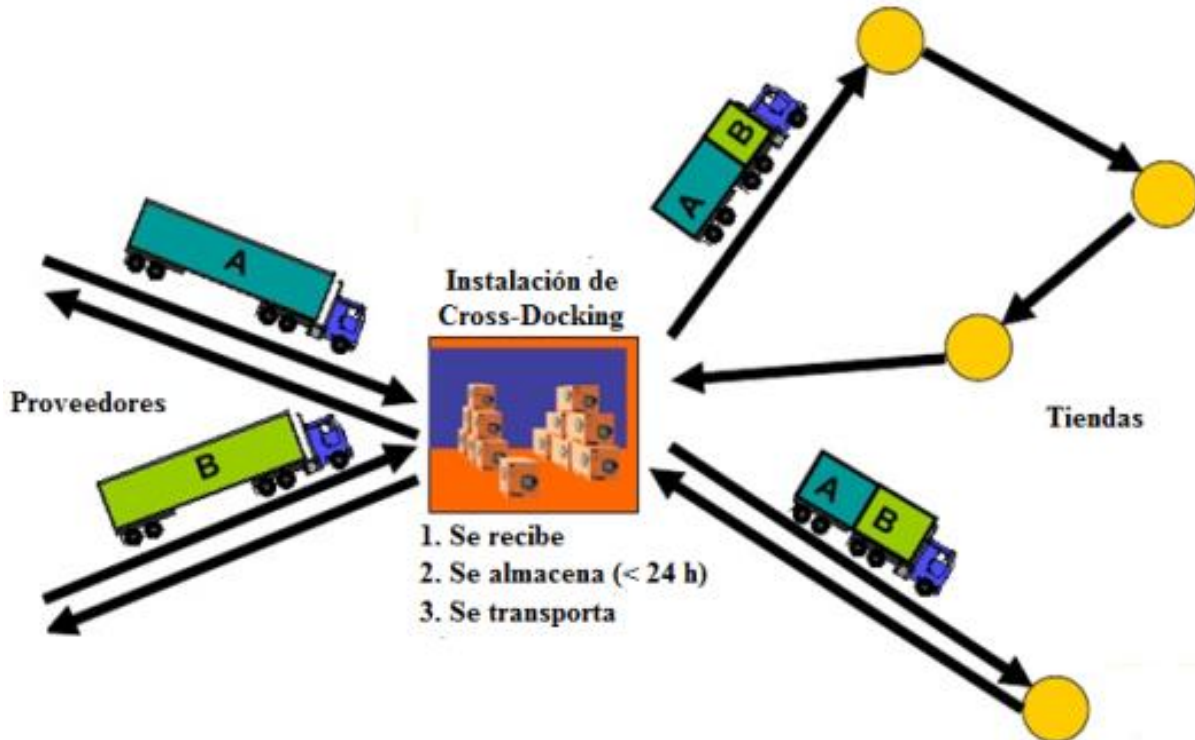 A
B
Proveedores
Instalación de
Cross-Docking
1. Se recibe
2. Se almacena (< 24 h)
3. Se transporta
A B
Tiendas
A B